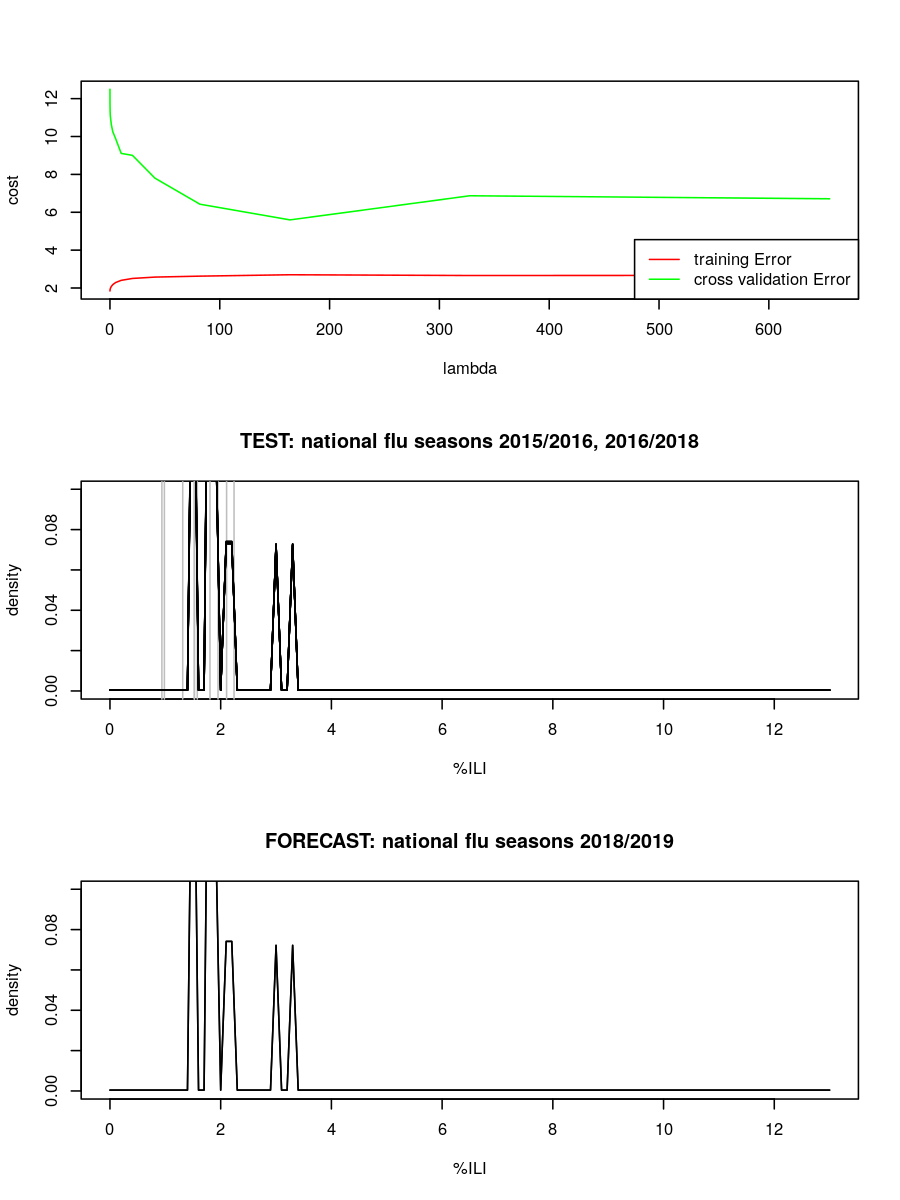 12
10
8
6
4
2
cost
training Error
cross validation Error
0 100 200 300 400 500 600
lambda
TEST: national flu seasons 2015/2016, 2016/2018
0.08
0.04
0.00
density
0 2 4 6 8 10 12
%ILI
FORECAST: national flu seasons 2018/2019
0.08
0.04
0.00
density
0 2 4 6 8 10 12
%ILI